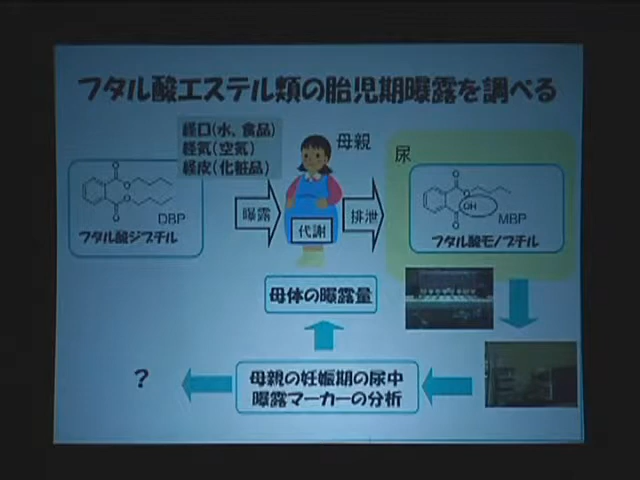 フタル酸エステル類の胎児期曝露を調べる
経口(水、食品)
経気(空気)
経皮(化粧品)
母親
尿
DBP
フタル酸ジブチル
曝露
代謝
排泄
OH
MBP
フタル酸モノブチル
母体の曝露量
母親の妊娠期の尿中
曝露マーカーの分析
?